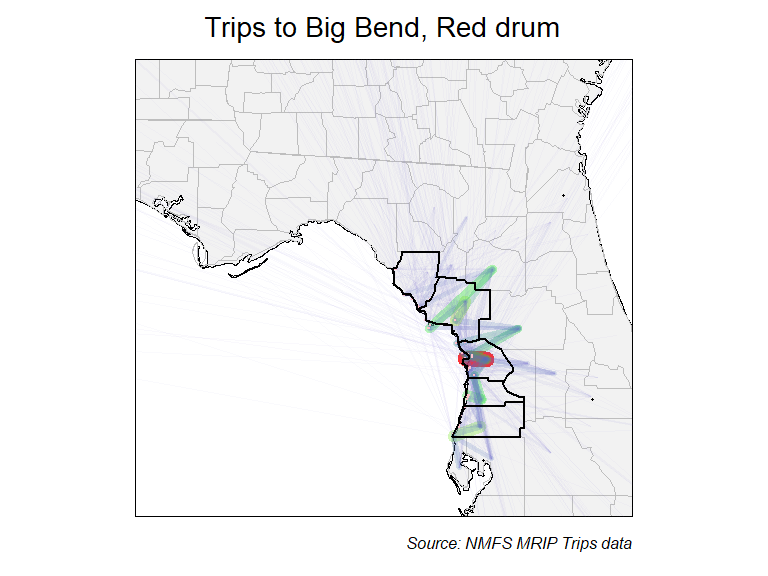 Trips to Big Bend, Red drum
Source: NMFS MRIP Trips data